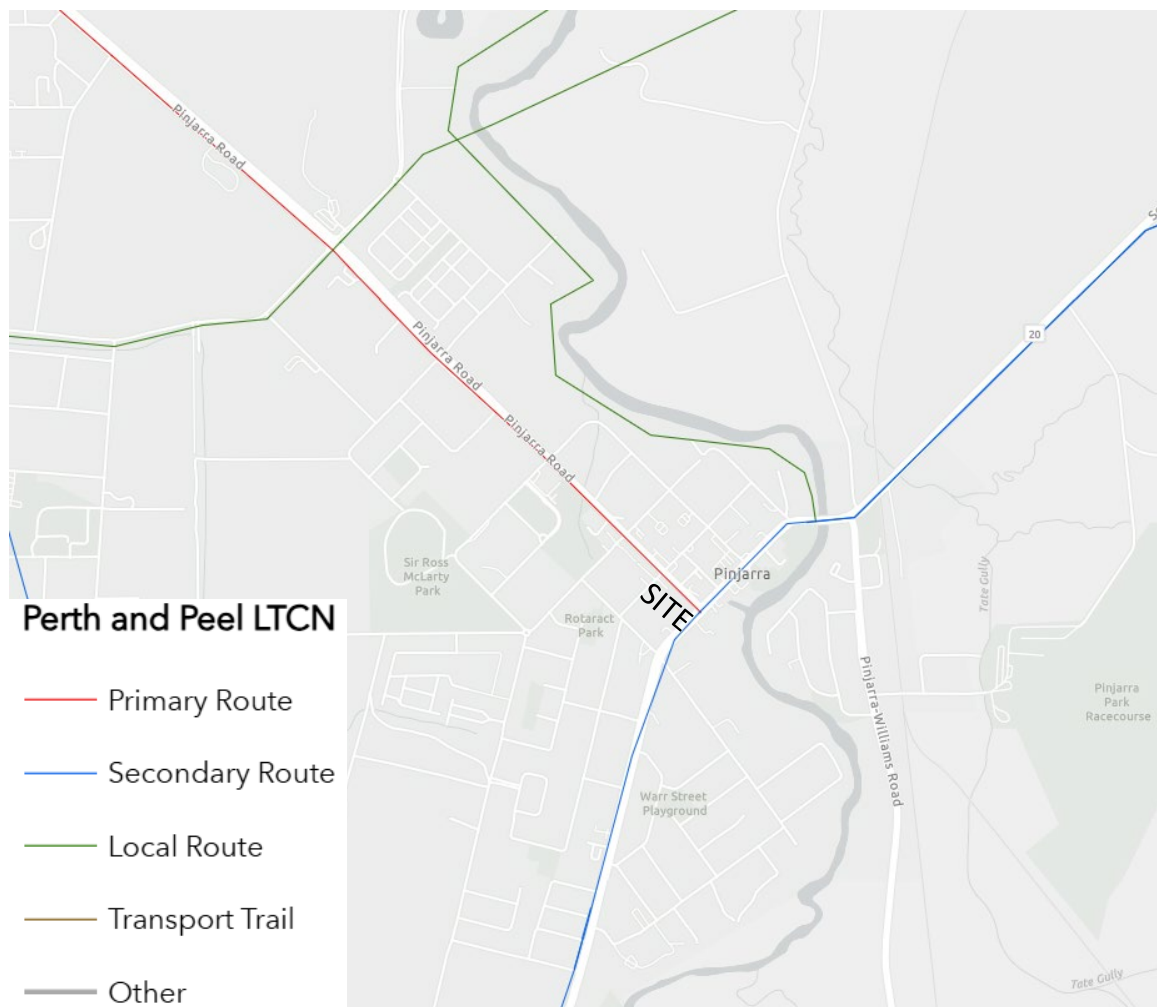 Pinjarra Road
Pinjarra Road
Pinjarra Road
20
Sir Ross
McLarty
Park
Pinjarra
SITE
Rotaract
Park
Tate Gully
Pinjarra-Williams Road
Pinjarra
Park
Racecourse
Warr Street
Playground
Tate Gully
Perth and Peel LTCN
Primary Route
Secondary Route
Local Route
Transport Trail
Other